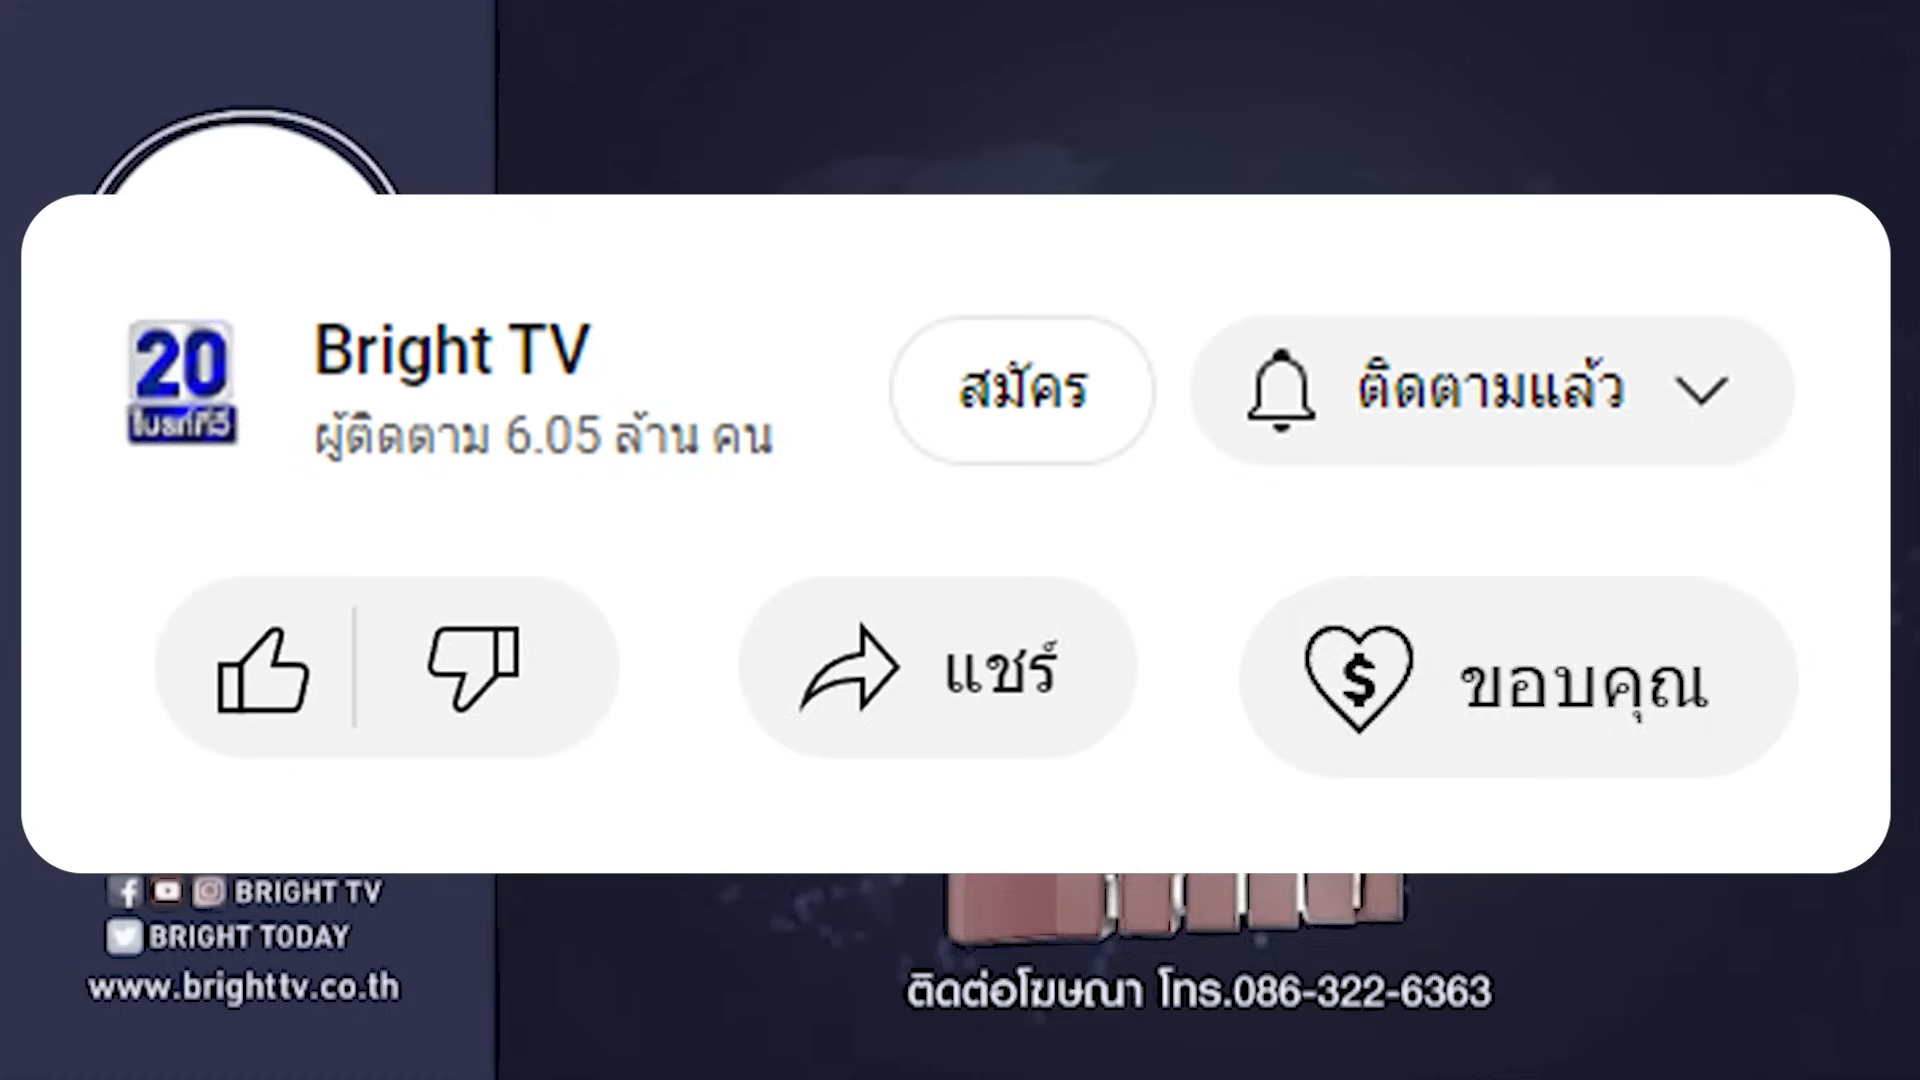 20
ไบรท์ทีวี
Bright TV
ผู้ติดตาม 6.05 ล้าน คน
สมัคร
ติดตามแล้ว
แชร์
$
ขอบคุณ
BRIGHT TV
BRIGHT TODAY
www.brighttv.co.th
ติดต่อโฆษณา โทร.086-322-6363